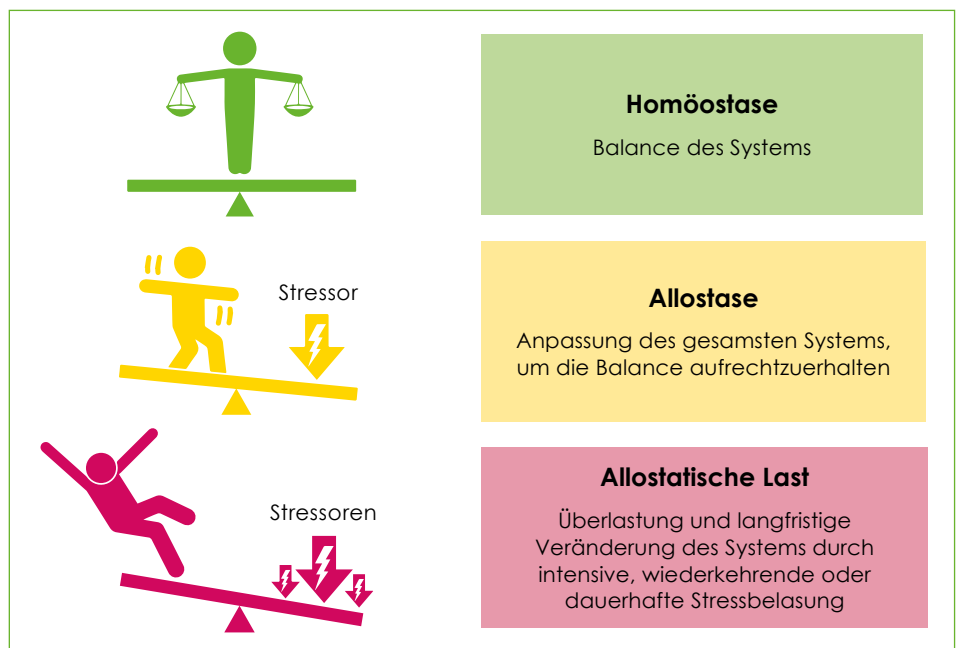 Homöostase
Balance des Systems
Stressor
Allostase
Anpassung des gesamsten Systems,
um die Balance aufrechtzuerhalten
Stressoren
Allostatische Last
Überlastung und langfristige
Veränderung des Systems durch
intensive, wiederkehrende oder
dauerhafte Stressbelasung